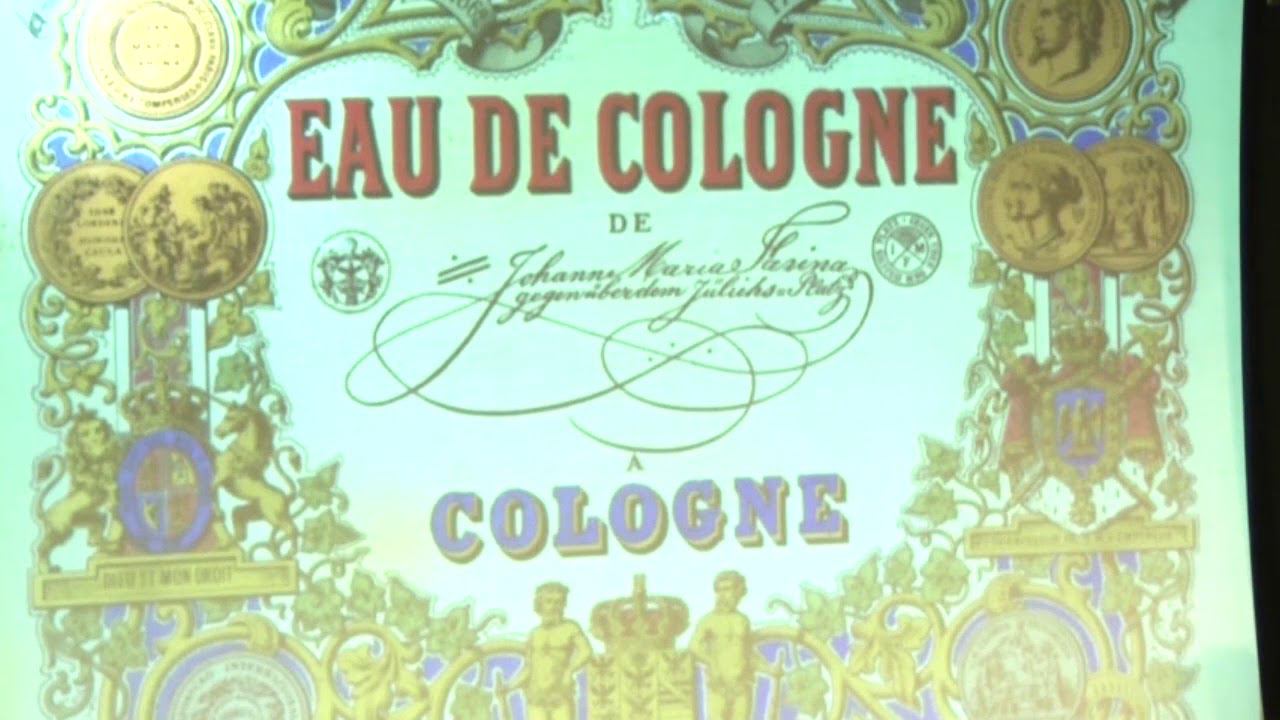 EAU DE COLOGNE
DE
Johann Maria Farina
gegenüber dem Jülichs-Platz
A
COLOGNE
DIEU ET MON DROIT